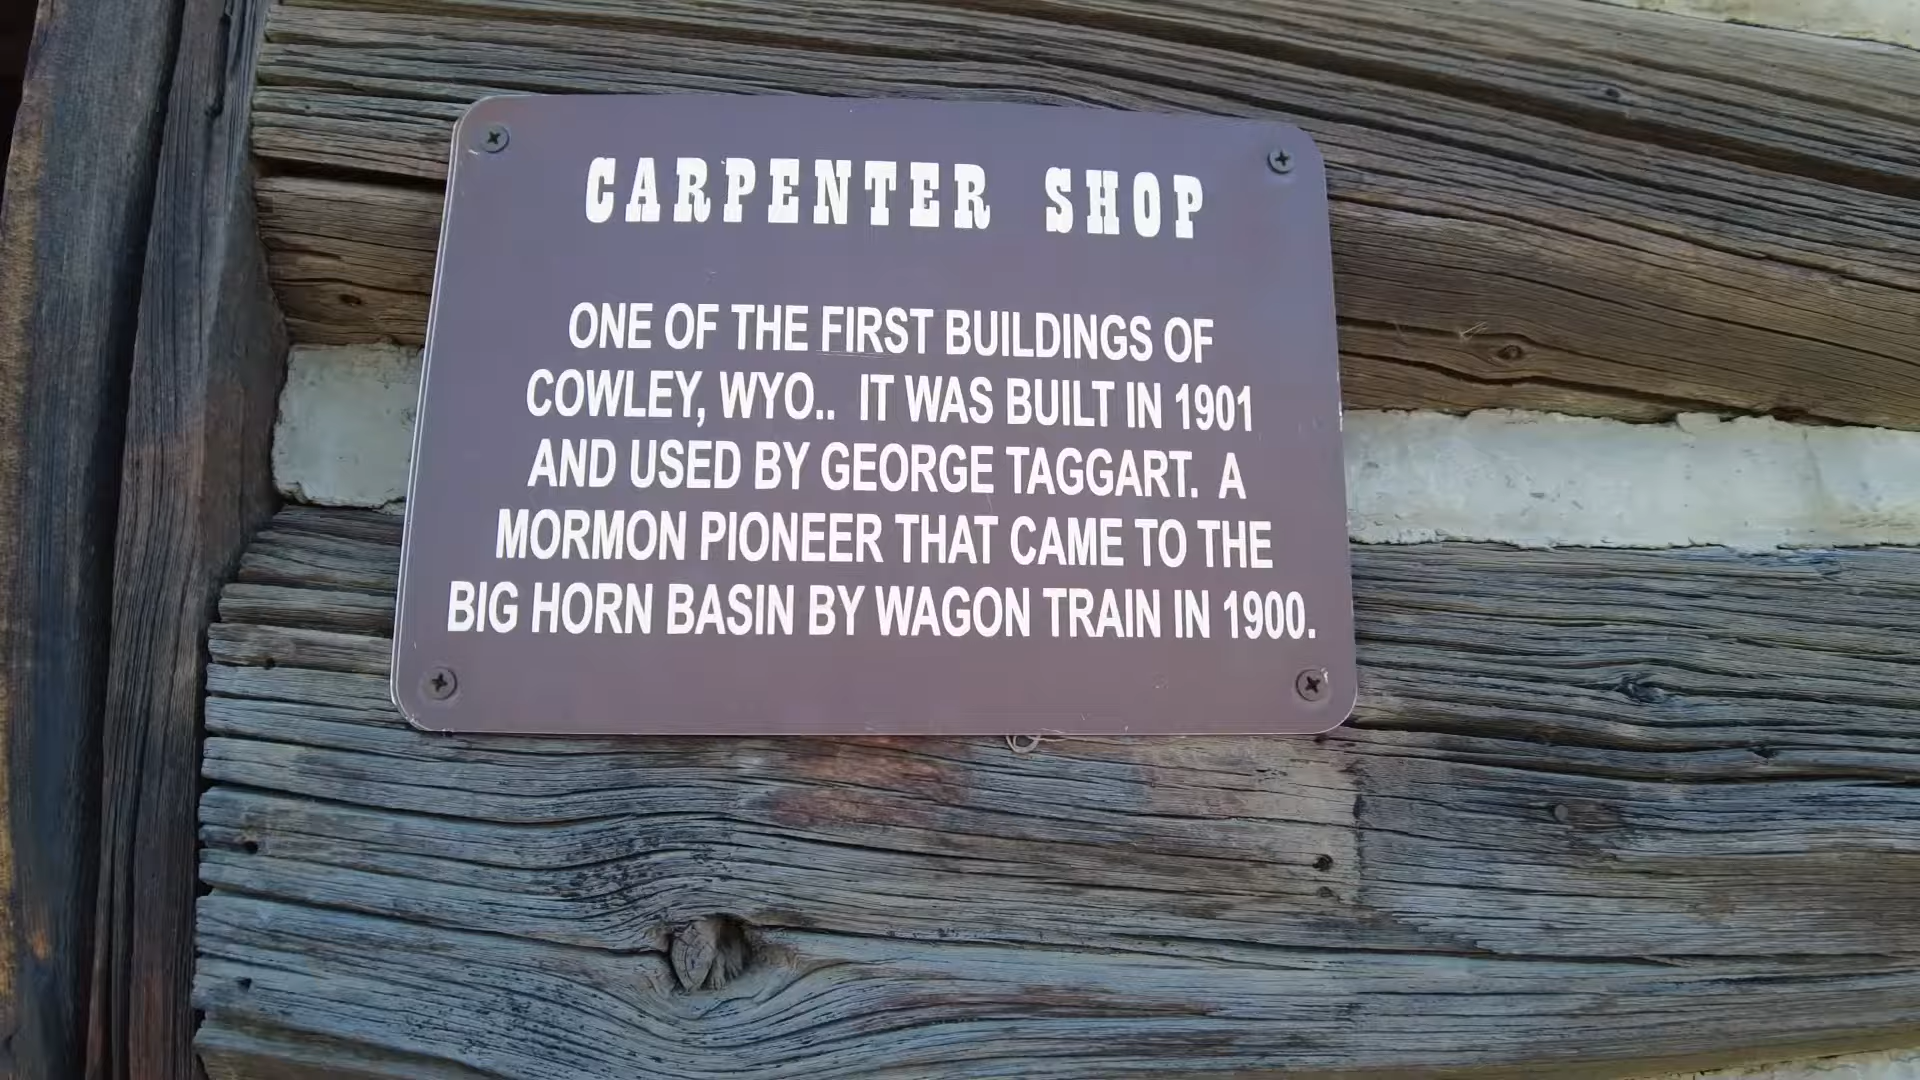 CARPENTER SHOP
ONE OF THE FIRST BUILDINGS OF
COWLEY, WYO.. IT WAS BUILT IN 1901
AND USED BY GEORGE TAGGART. A
MORMON PIONEER THAT CAME TO THE
BIG HORN BASIN BY WAGON TRAIN IN 1900.